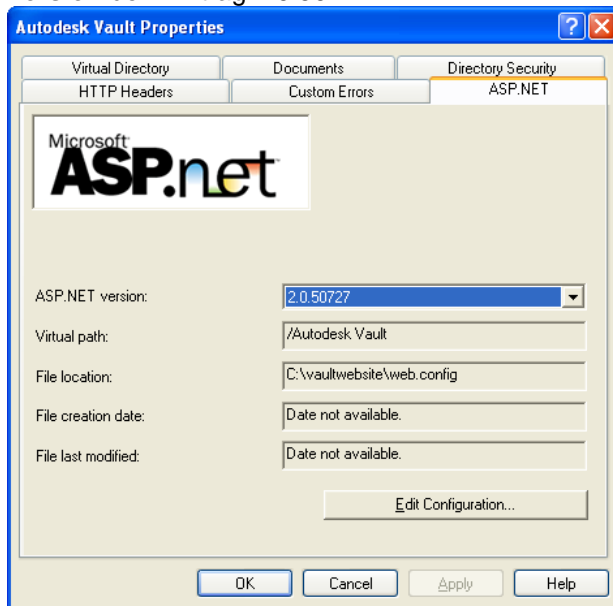 Autodesk Vault Properties
Virtual Directory Documents Directory Security
HTTP Headers Custom Errors ASP.NET
Microsoft
ASP.net
ASP.NET version: 2.0.50727
Virtual path: /Autodesk Vault
File location: C:\vaultwebsite\web.config
File creation date: Date not available.
File last modified: Date not available.
Edit Configuration...
OK Cancel Apply Help